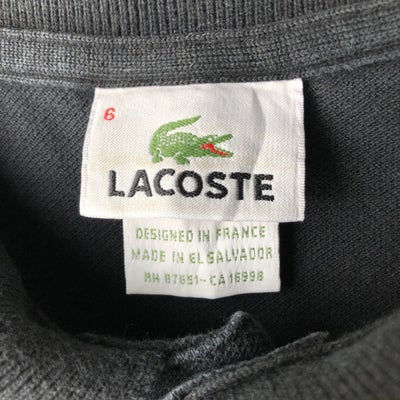 6
LACOSTE
DESIGNED IN FRANCE
MADE IN EL SALVADOR
RN 87651-CA 16998